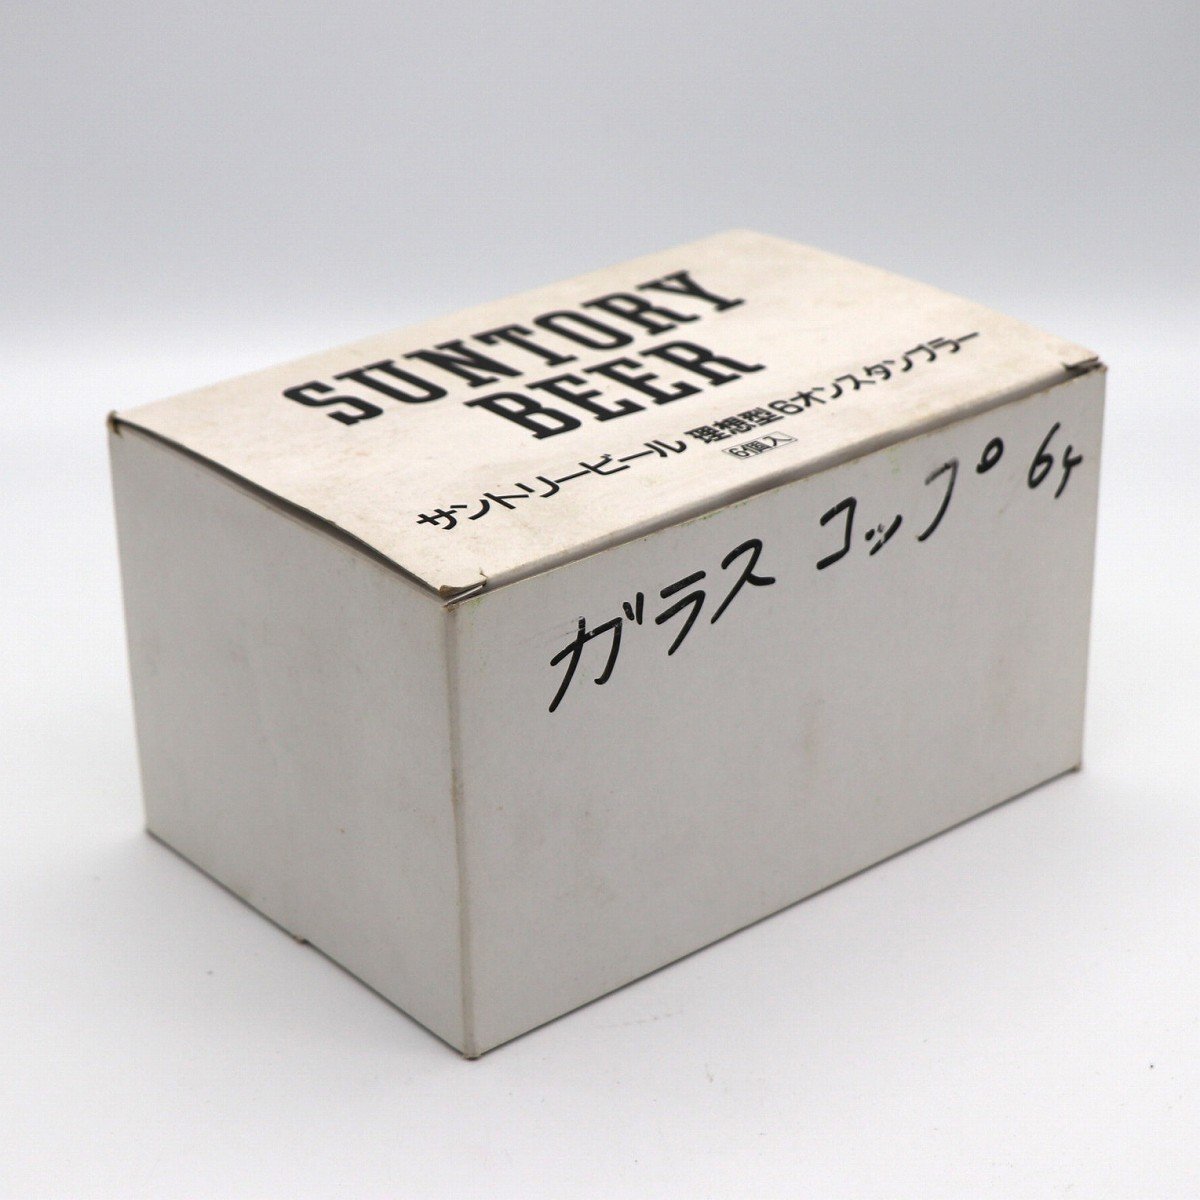 SUNTORY
BEER
サントリービール 理想型6オンスタンブラー
6個入
ガラス コップ 6ケ